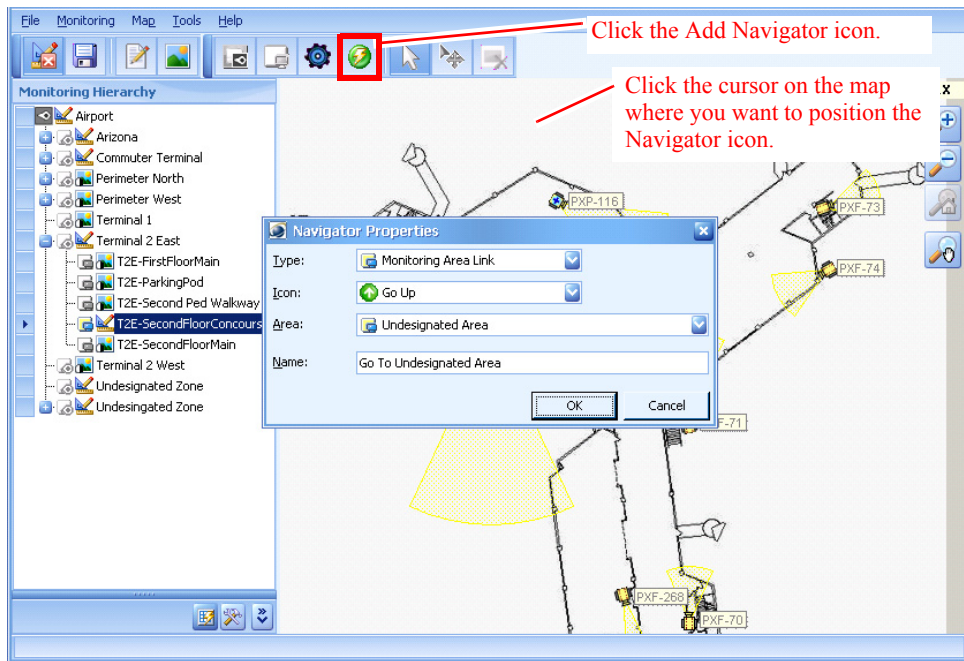 File Monitoring Map Tools Help
Click the Add Navigator icon.
Click the cursor on the map
where you want to position the
Navigator icon.
Monitoring Hierarchy
Airport
Arizona
Commuter Terminal
Perimeter North
Perimeter West
Terminal 1
Terminal 2 East
T2E-FirstFloorMain
T2E-ParkingPod
T2E-Second Ped Walkway
T2E-SecondFloorConcours
T2E-SecondFloorMain
Terminal 2 West
Undesignated Zone
Undesingated Zone
x
PXP-116
PXF-73
PXF-74
Navigator Properties
Type: Monitoring Area Link
Icon: Go Up
Area: Undesignated Area
Name: Go To Undesignated Area
OK Cancel
F-71
PXF-268
PXF-70